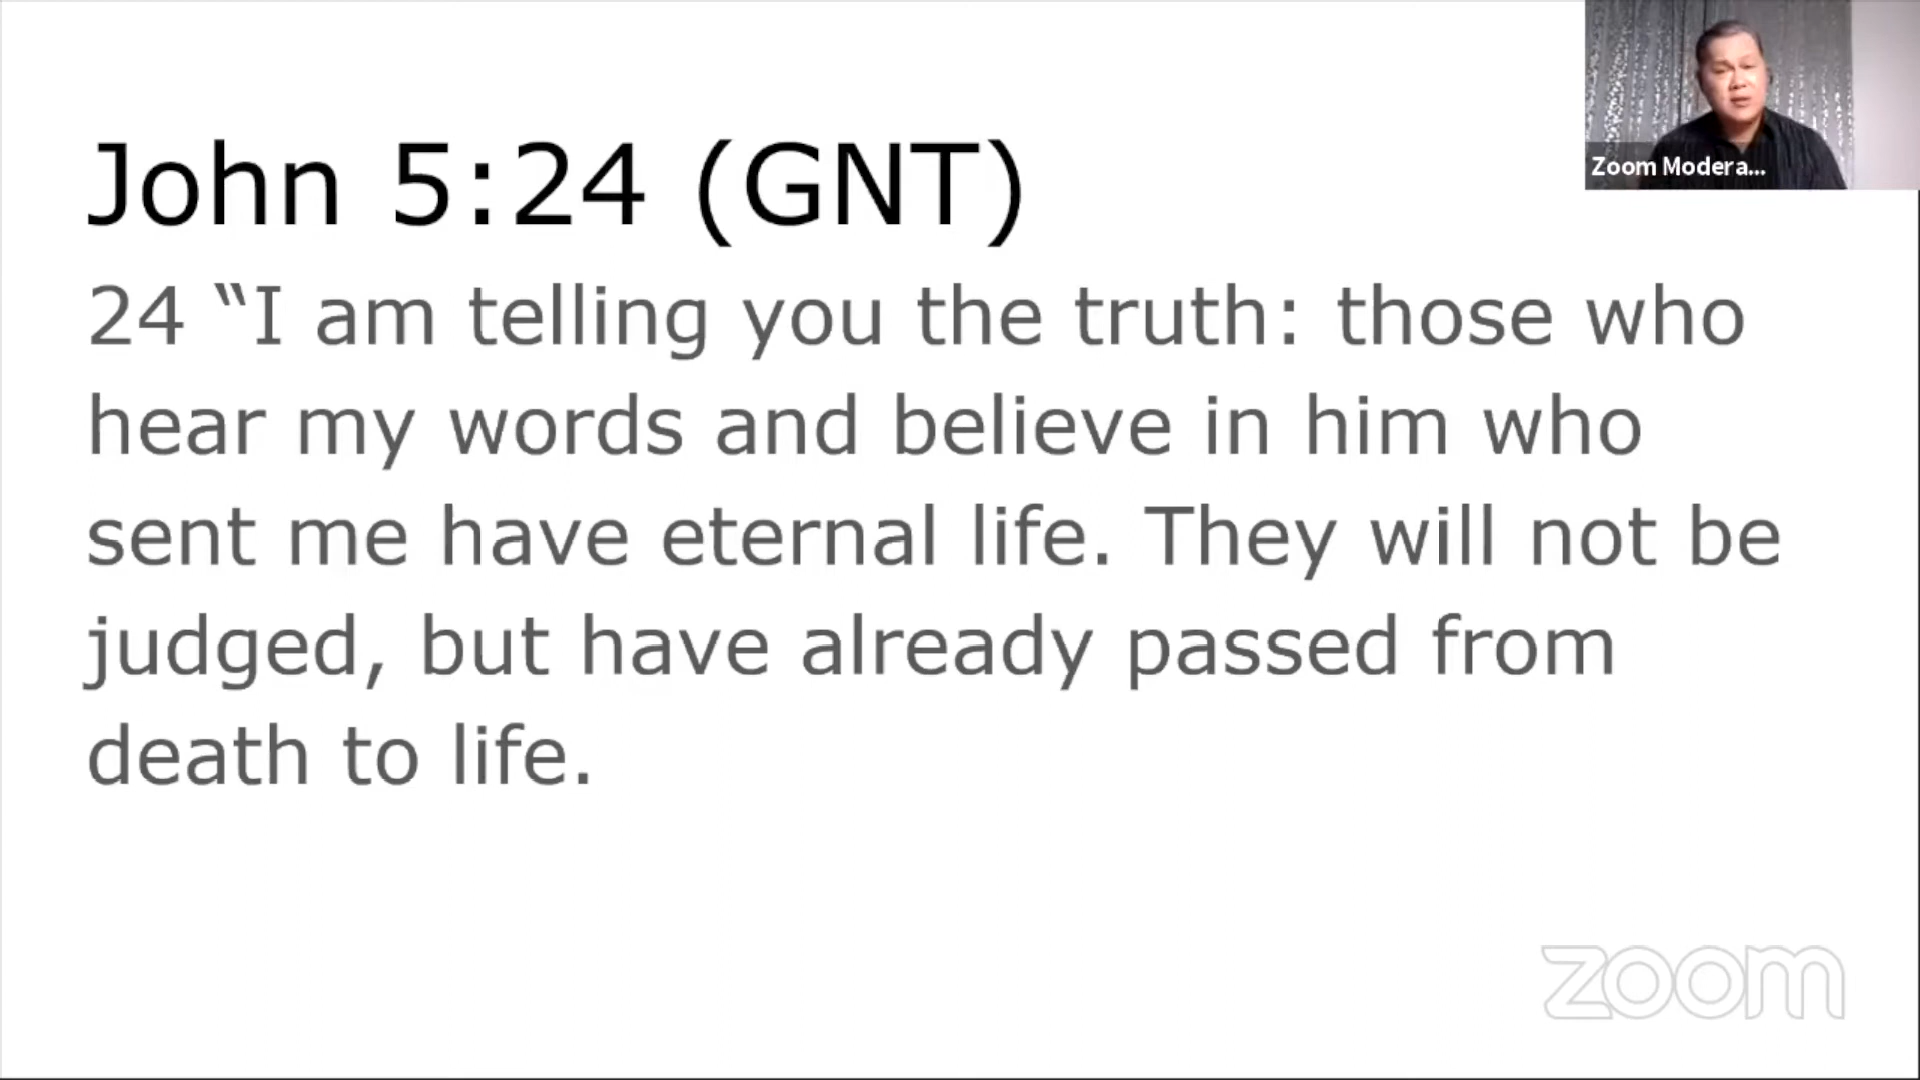 Zoom Modera...
John 5:24 (GNT)
24 “I am telling you the truth: those who
hear my words and believe in him who
sent me have eternal life. They will not be
judged, but have already passed from
death to life.
zoom